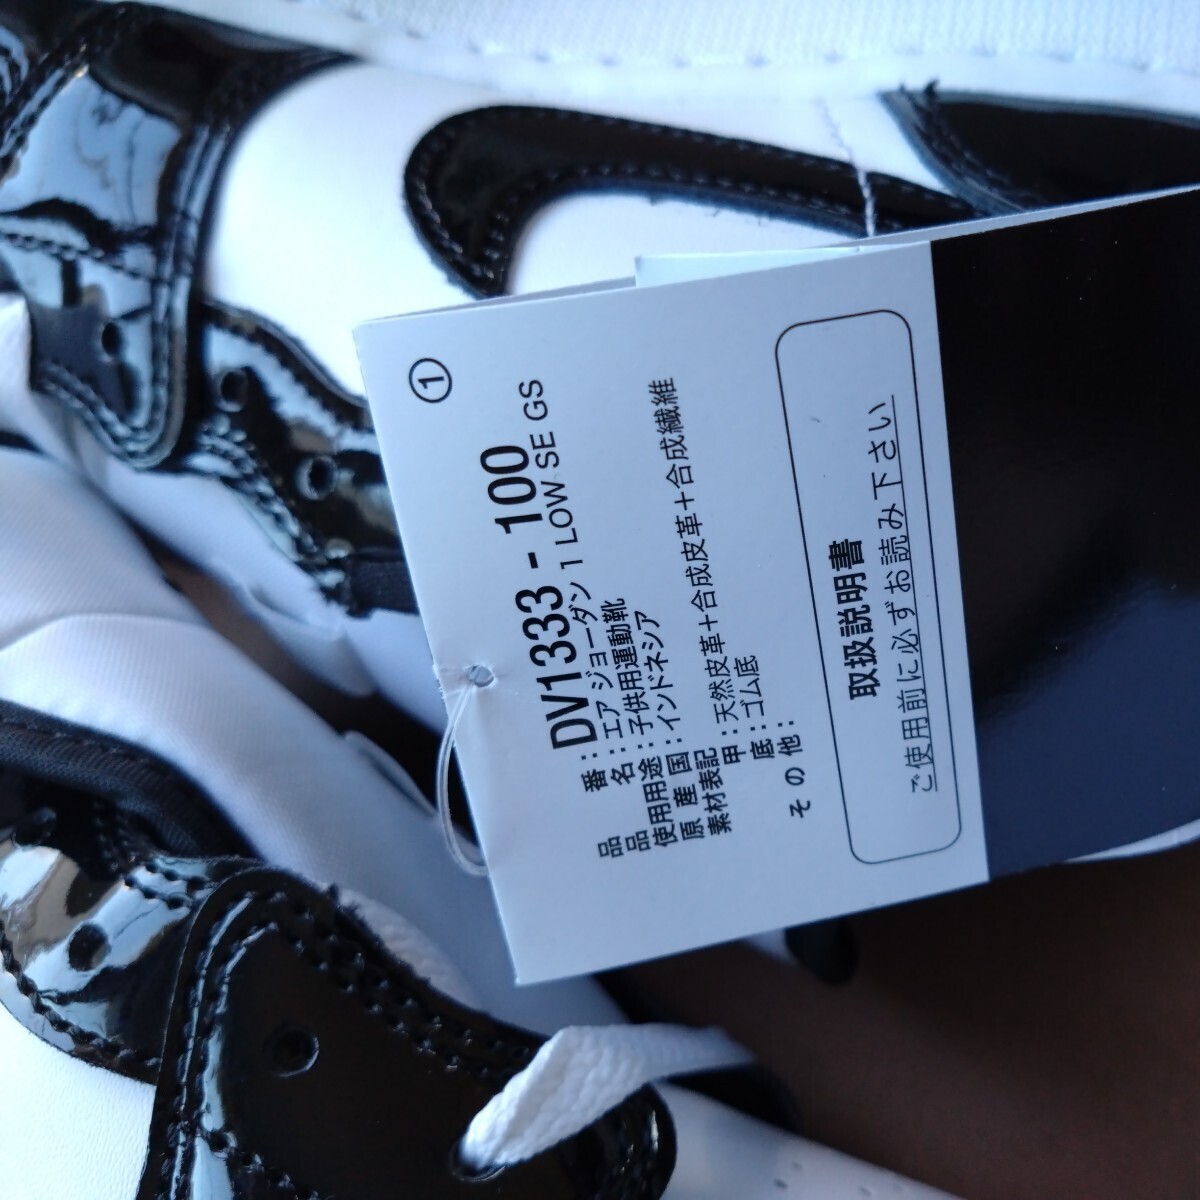 ①
DV1333 - 100
品番：エア ジョーダン 1 LOW SE GS
品名：子供用運動靴
使用用途：インドネシア
原産国
素材表記
甲：天然皮革＋合成皮革＋合成繊維
底：ゴム底
その他：
取扱説明書
ご使用前に必ずお読み下さい